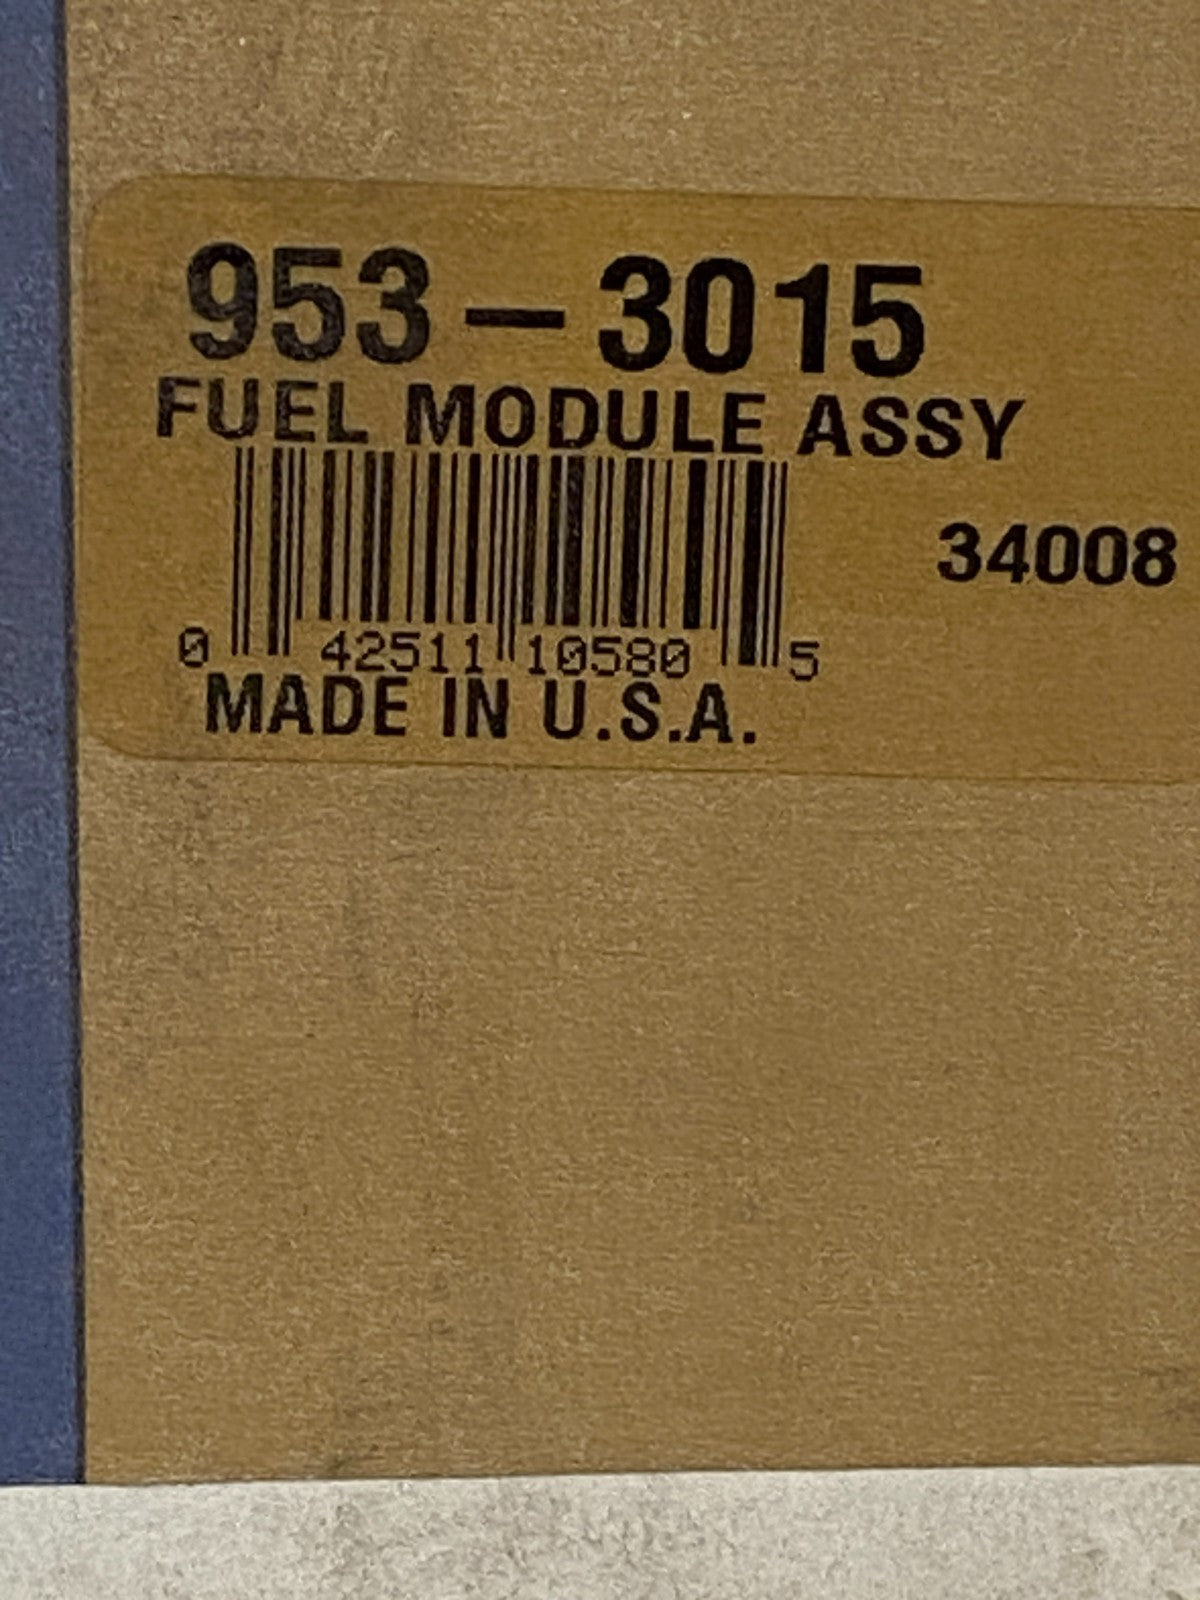 953-3015
FUEL MODULE ASSY
34008
0 42511 10580 5
MADE IN U.S.A.